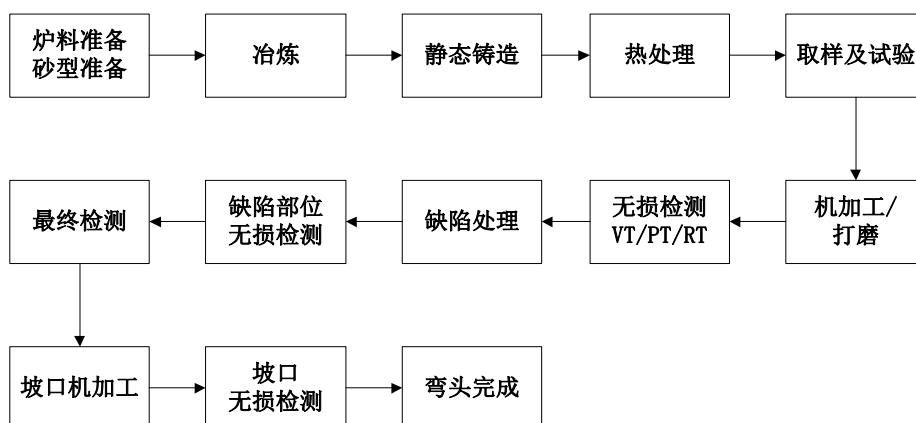 炉料准备
砂型准备
冶炼
静态铸造
热处理
取样及试验
机加工/
打磨
无损检测
VT/PT/RT
缺陷处理
缺陷部位
无损检测
最终检测
坡口机加工
坡口
无损检测
弯头完成